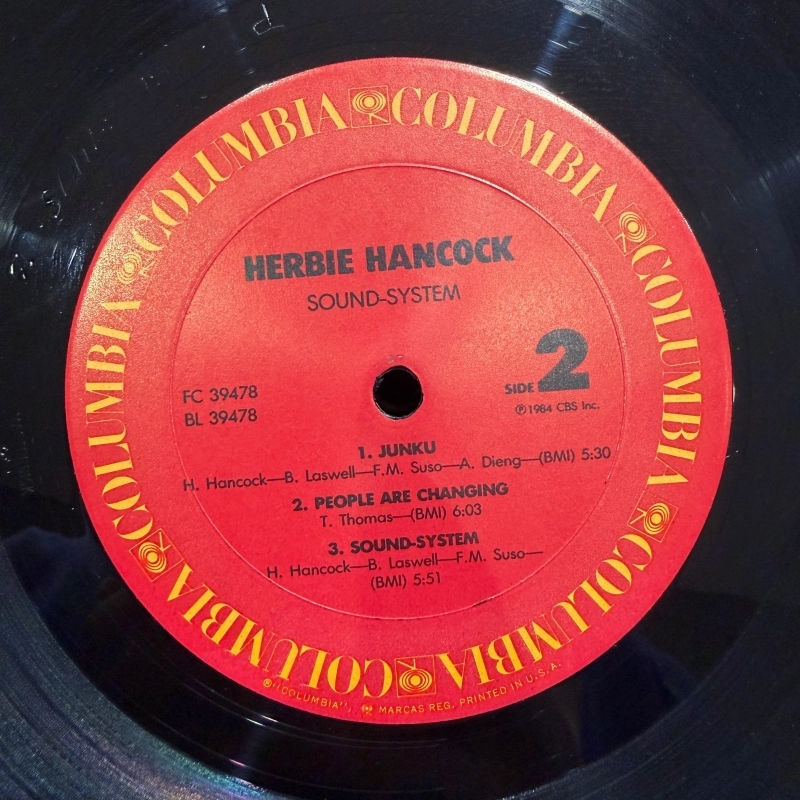 COLUMBIA COLUMBIA COLUMBIA COLUMBIA COLUMBIA COLUMBIA
HERBIE HANCOCK
SOUND-SYSTEM
FC 39478
BL 39478
SIDE 2
℗ 1984 CBS Inc.
1. JUNKU
H. Hancock—B. Laswell—F.M. Suso—A. Dieng—(BMI) 5:30
2. PEOPLE ARE CHANGING
T. Thomas—(BMI) 6:03
3. SOUND-SYSTEM
H. Hancock—B. Laswell—F.M. Suso—
(BMI) 5:51
® "COLUMBIA", MARCAS REG. PRINTED IN U.S.A.